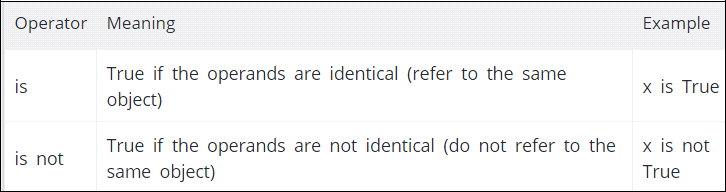 Operator Meaning Example
is True if the operands are identical (refer to the same object) x is True
is not True if the operands are not identical (do not refer to the same object) x is not True